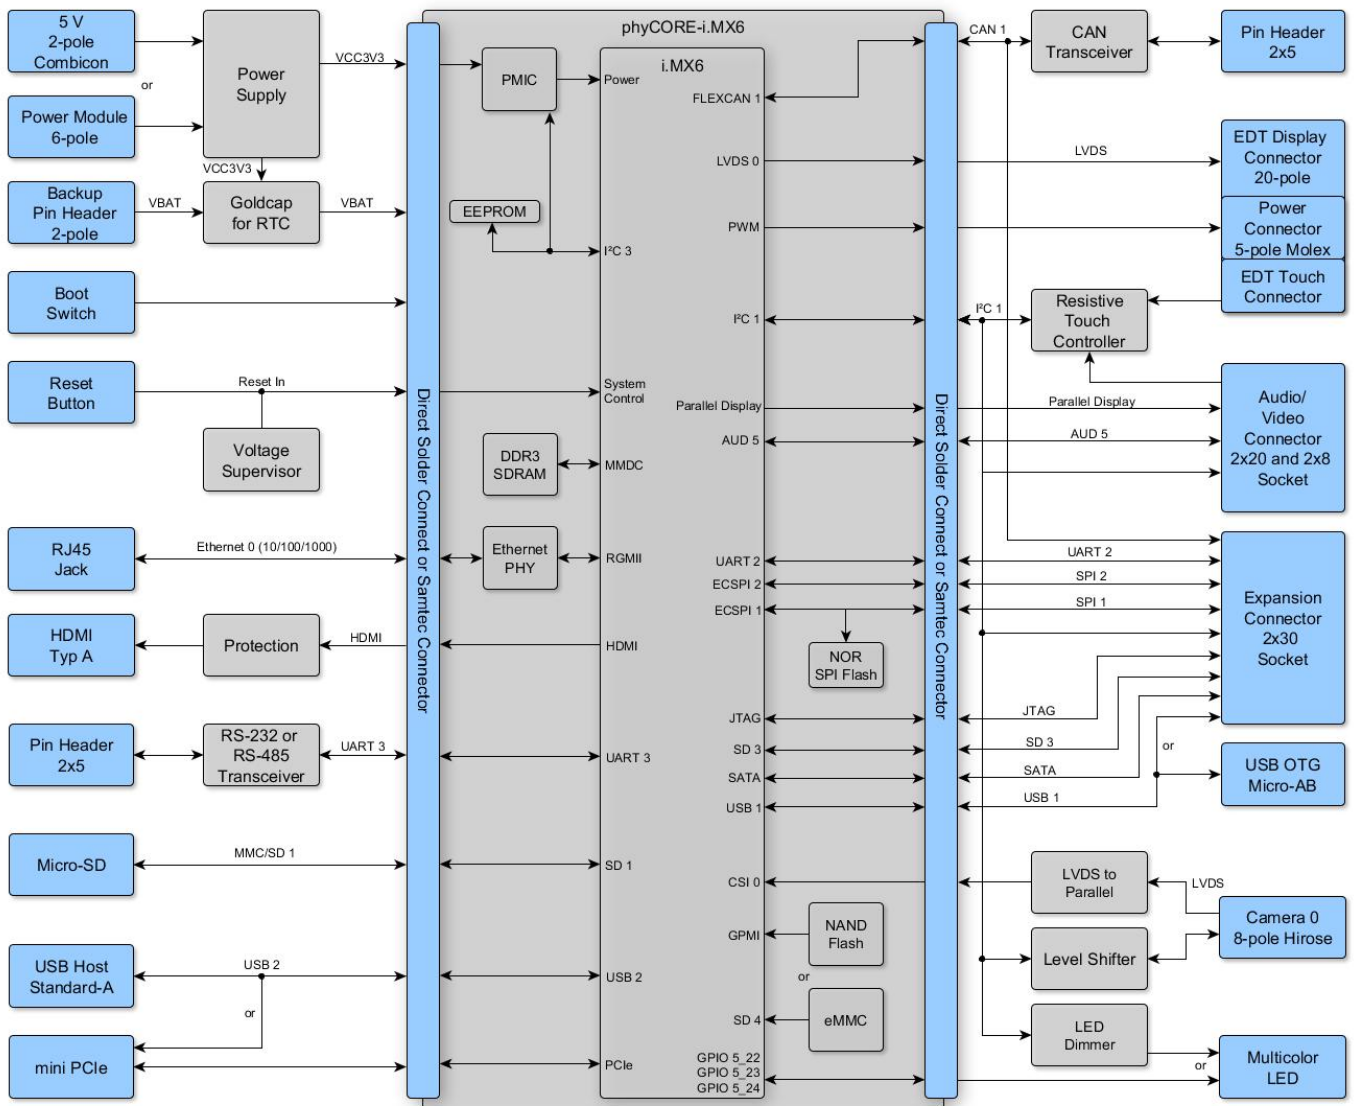 phyCORE-i.MX6
i.MX6
5 V
2-pole
Combicon
or
Power Module
6-pole
Power
Supply
VCC3V3
VCC3V3
Backup
Pin Header
2-pole
VBAT
Goldcap
for RTC
VBAT
Boot
Switch
Reset
Button
Reset In
Voltage
Supervisor
RJ45
Jack
Ethernet 0 (10/100/1000)
HDMI
Typ A
Protection
HDMI
Pin Header
2x5
RS-232 or
RS-485
Transceiver
UART 3
Micro-SD
MMC/SD 1
USB Host
Standard-A
USB 2
or
mini PCIe
Direct Solder Connect or Samtec Connector
PMIC
EEPROM
DDR3
SDRAM
Ethernet
PHY
Power
I²C 3
System
Control
MMDC
RGMII
HDMI
UART 3
SD 1
USB 2
PCIe
FLEXCAN 1
LVDS 0
PWM
I²C 1
Parallel Display
AUD 5
UART 2
ECSPI 2
ECSPI 1
JTAG
SD 3
SATA
USB 1
CSI 0
GPMI
SD 4
GPIO 5_22
GPIO 5_23
GPIO 5_24
NOR
SPI Flash
NAND
Flash
or
eMMC
Direct Solder Connect or Samtec Connector
CAN 1
CAN
Transceiver
Pin Header
2x5
LVDS
EDT Display
Connector
20-pole
Power
Connector
5-pole Molex
EDT Touch
Connector
I²C 1
Resistive
Touch
Controller
Parallel Display
AUD 5
Audio/
Video
Connector
2x20 and 2x8
Socket
UART 2
SPI 2
SPI 1
JTAG
SD 3
SATA
USB 1
Expansion
Connector
2x30
Socket
or
USB OTG
Micro-AB
LVDS to
Parallel
LVDS
Camera 0
8-pole Hirose
Level Shifter
LED
Dimmer
or
Multicolor
LED